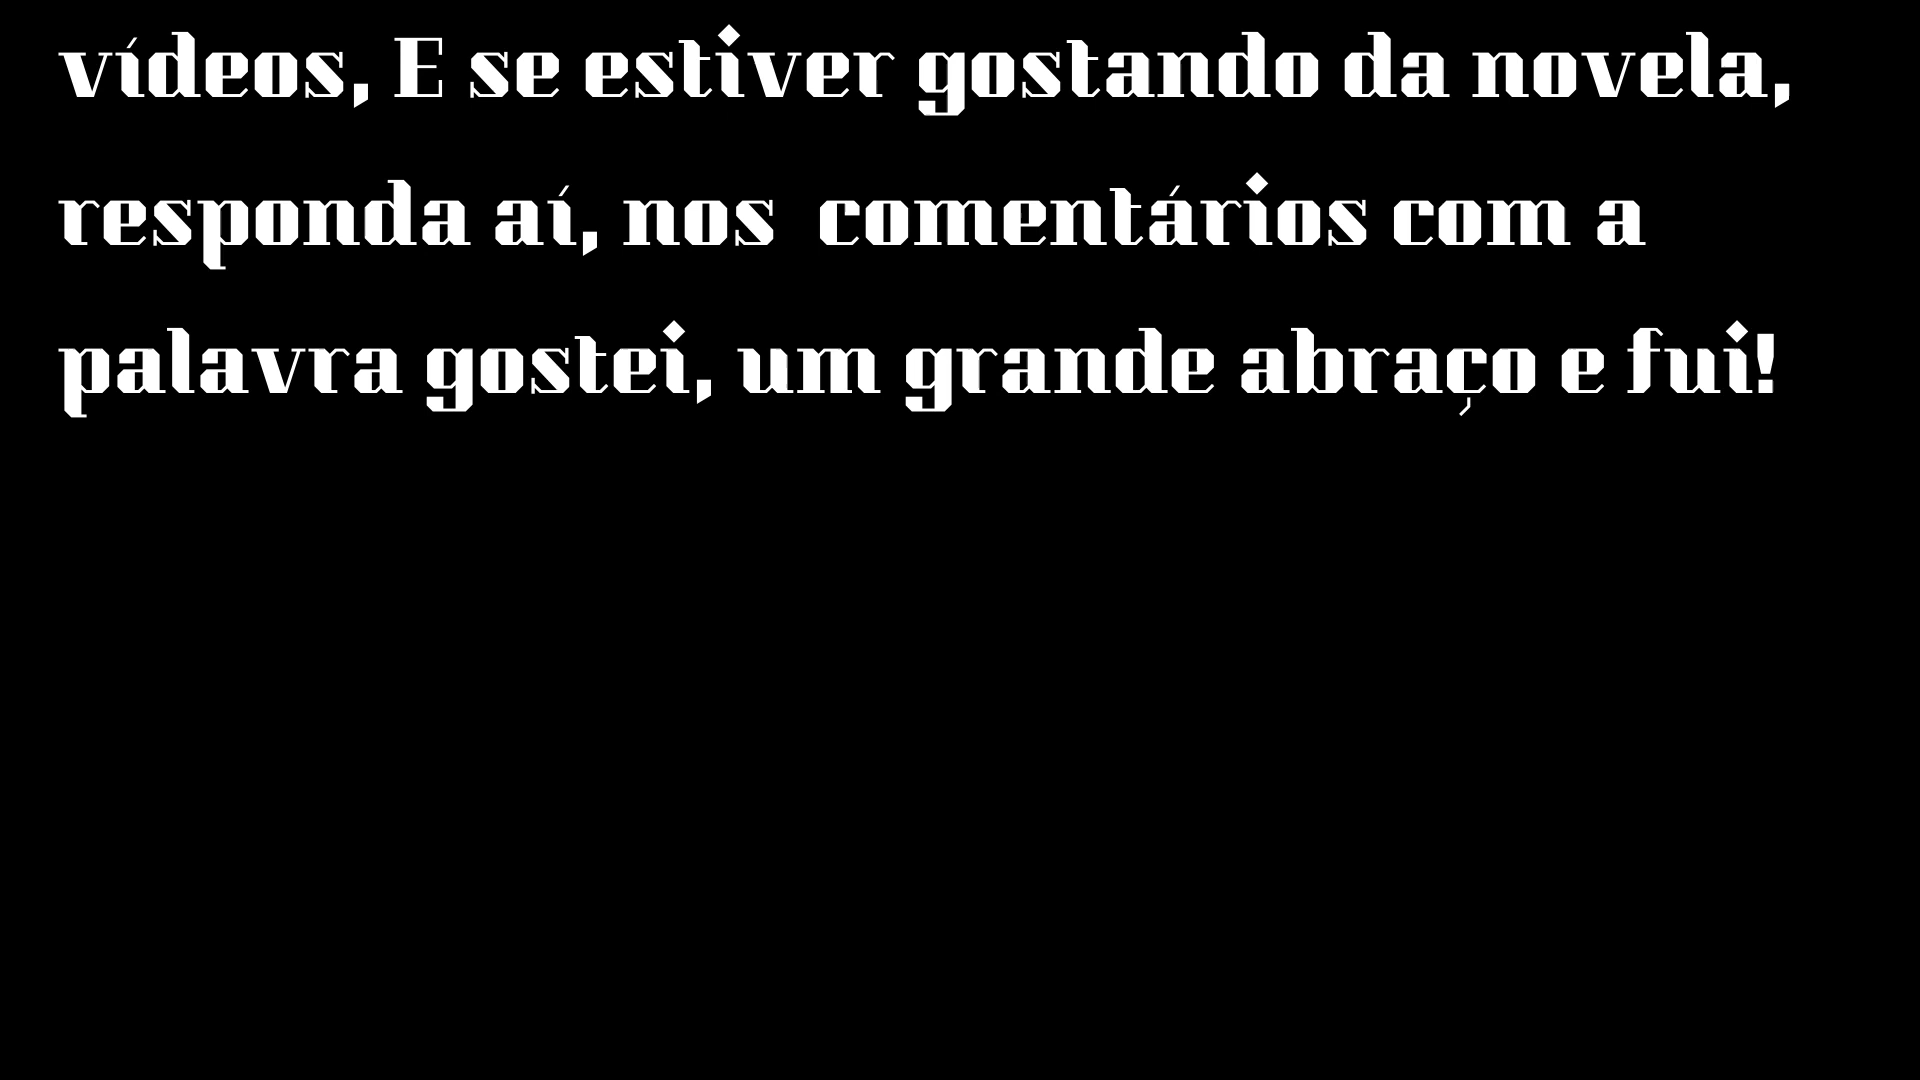 vídeos, E se estiver gostando da novela,
responda aí, nos  comentários com a
palavra gostei, um grande abraço e fui!